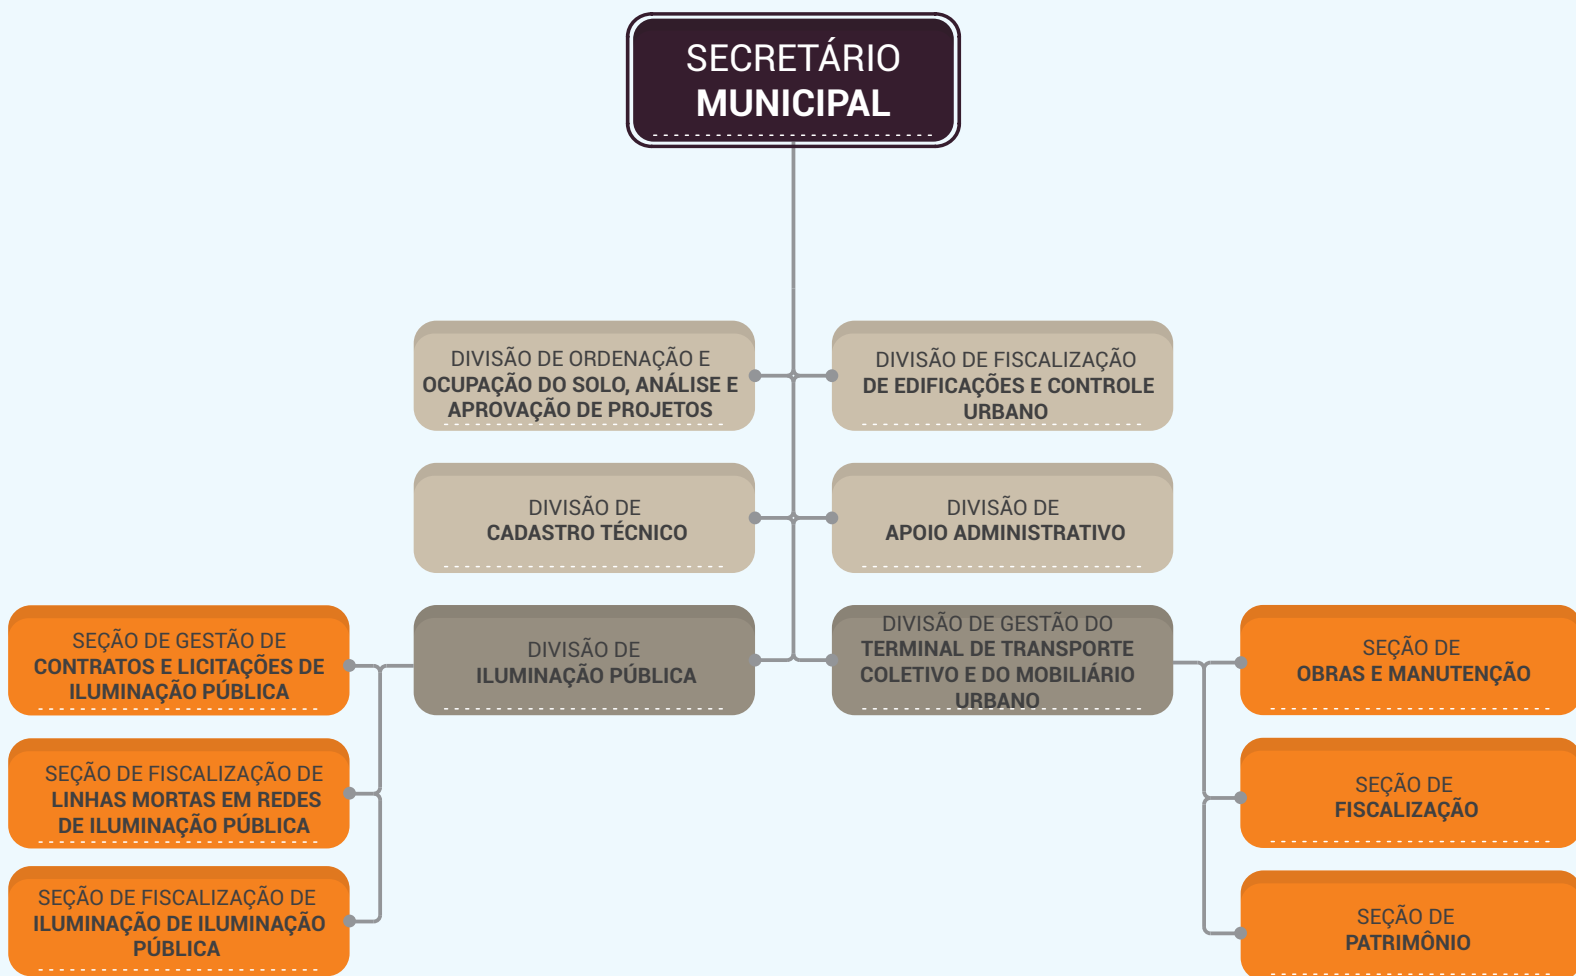 SECRETÁRIO
MUNICIPAL
DIVISÃO DE ORDENAÇÃO E
OCUPAÇÃO DO SOLO, ANÁLISE E
APROVAÇÃO DE PROJETOS
DIVISÃO DE FISCALIZAÇÃO
DE EDIFICAÇÕES E CONTROLE
URBANO
DIVISÃO DE
CADASTRO TÉCNICO
DIVISÃO DE
APOIO ADMINISTRATIVO
SEÇÃO DE GESTÃO DE
CONTRATOS E LICITAÇÕES DE
ILUMINAÇÃO PÚBLICA
DIVISÃO DE
ILUMINAÇÃO PÚBLICA
DIVISÃO DE GESTÃO DO
TERMINAL DE TRANSPORTE
COLETIVO E DO MOBILIÁRIO
URBANO
SEÇÃO DE
OBRAS E MANUTENÇÃO
SEÇÃO DE FISCALIZAÇÃO DE
LINHAS MORTAS EM REDES
DE ILUMINAÇÃO PÚBLICA
SEÇÃO DE
FISCALIZAÇÃO
SEÇÃO DE FISCALIZAÇÃO DE
ILUMINAÇÃO DE ILUMINAÇÃO
PÚBLICA
SEÇÃO DE
PATRIMÔNIO